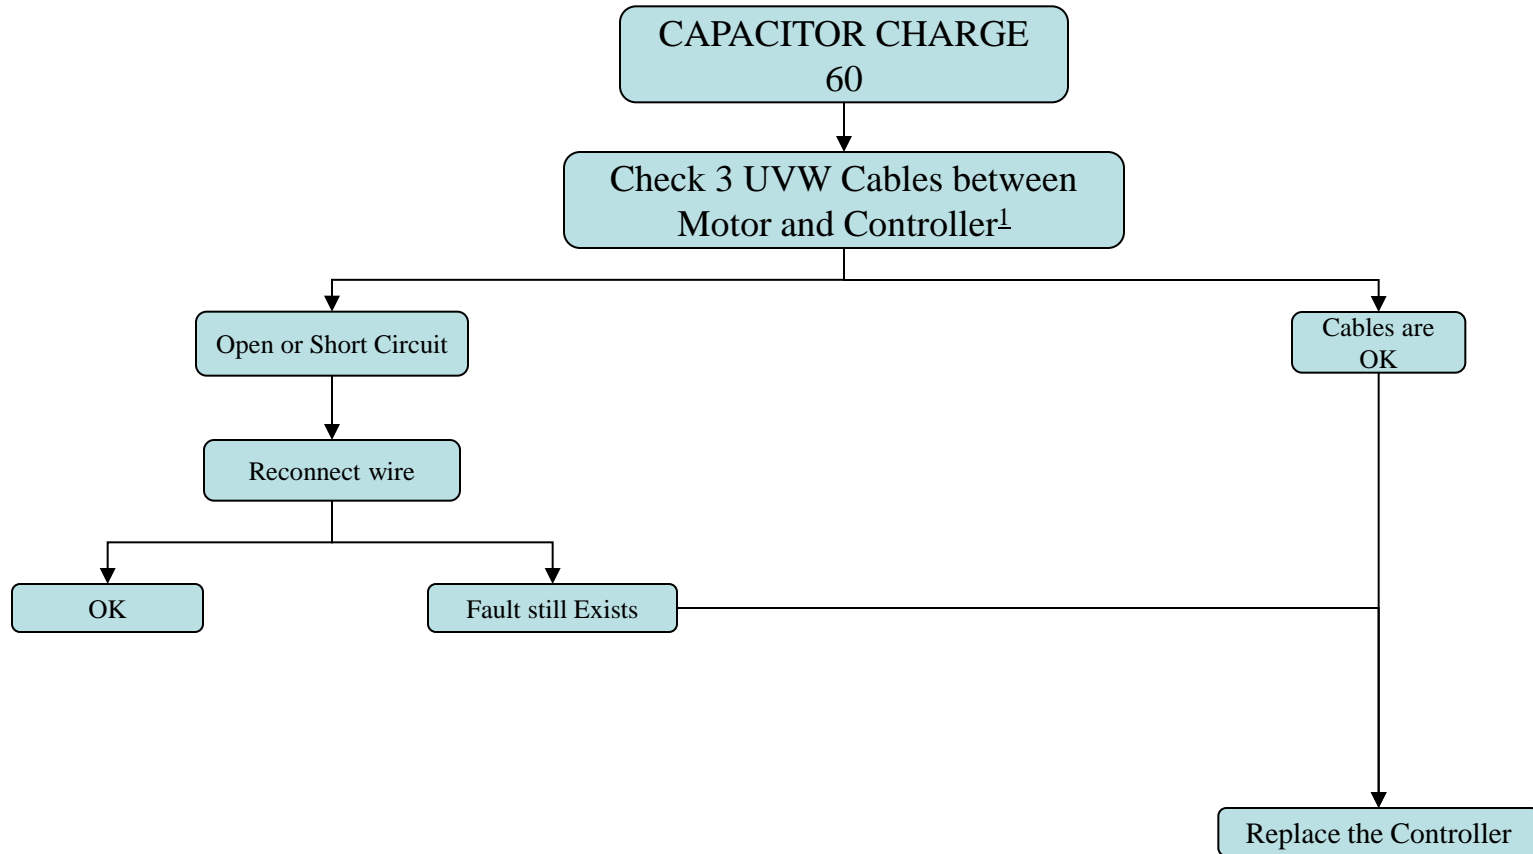 CAPACITOR CHARGE
60
Check 3 UVW Cables between
Motor and Controller1
Open or Short Circuit
Cables are
OK
Reconnect wire
OK
Fault still Exists
Replace the Controller